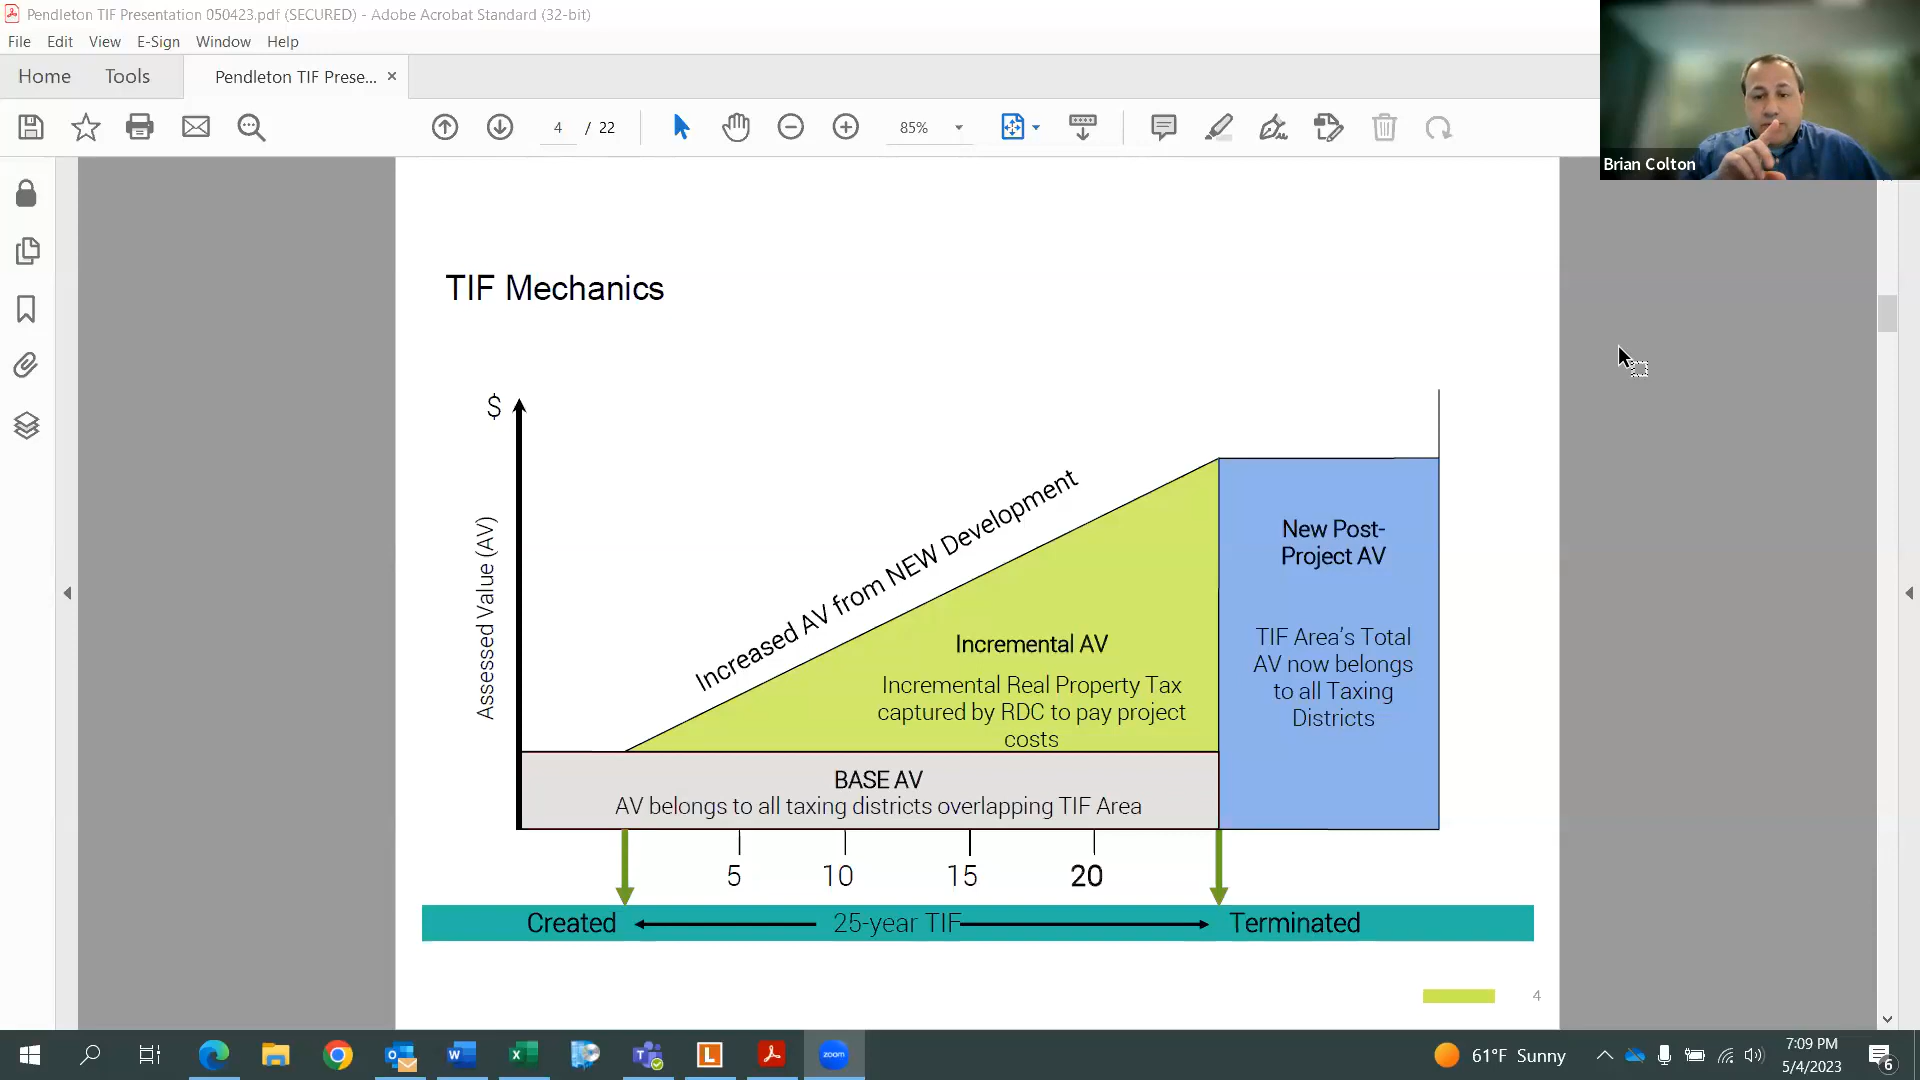 Pendleton TIF Presentation 050423.pdf (SECURED) - Adobe Acrobat Standard (32-bit)
File Edit View E-Sign Window Help
Home Tools Pendleton TIF Prese... ×
4 / 22 85%
Brian Colton
TIF Mechanics
$
Assessed Value (AV)
Increased AV from NEW Development
Incremental AV
Incremental Real Property Tax
captured by RDC to pay project
costs
New Post-
Project AV
TIF Area's Total
AV now belongs
to all Taxing
Districts
BASE AV
AV belongs to all taxing districts overlapping TIF Area
5 10 15 20
Created 25-year TIF Terminated
4
zoom
61°F Sunny
7:09 PM
5/4/2023
6